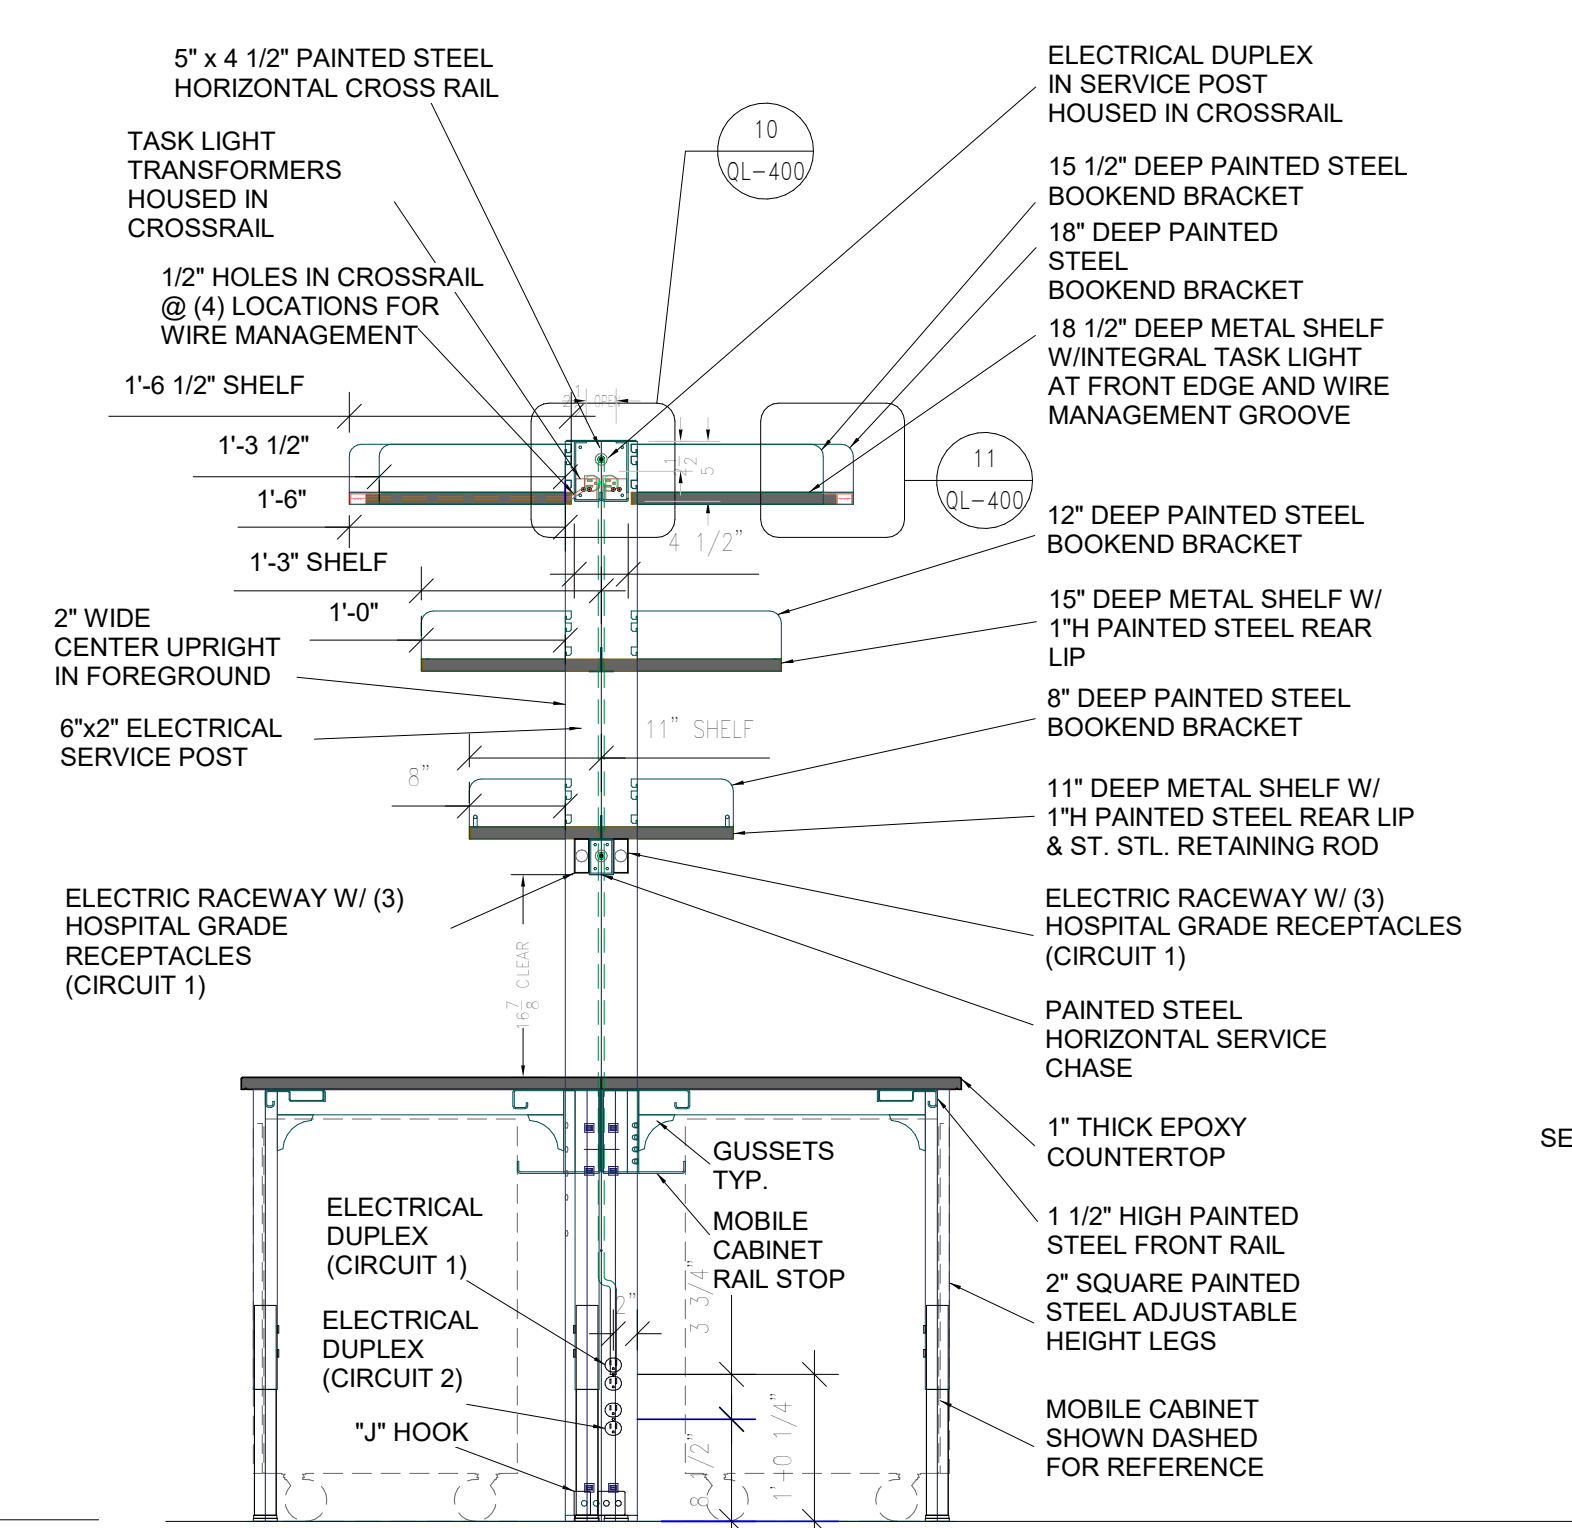 5" x 4 1/2" PAINTED STEEL
HORIZONTAL CROSS RAIL
TASK LIGHT
TRANSFORMERS
HOUSED IN
CROSSRAIL
1/2" HOLES IN CROSSRAIL
@ (4) LOCATIONS FOR
WIRE MANAGEMENT
1'-6 1/2" SHELF
1'-3 1/2"
1'-6"
1'-3" SHELF
1'-0"
2" WIDE
CENTER UPRIGHT
IN FOREGROUND
6"x2" ELECTRICAL
SERVICE POST
8"
11" SHELF
ELECTRIC RACEWAY W/ (3)
HOSPITAL GRADE
RECEPTACLES
(CIRCUIT 1)
16 7/8 CLEAR
10
QL-400
OPEN
2 1/2
5
4 1/2"
11
QL-400
ELECTRICAL DUPLEX
IN SERVICE POST
HOUSED IN CROSSRAIL
15 1/2" DEEP PAINTED STEEL
BOOKEND BRACKET
18" DEEP PAINTED
STEEL
BOOKEND BRACKET
18 1/2" DEEP METAL SHELF
W/INTEGRAL TASK LIGHT
AT FRONT EDGE AND WIRE
MANAGEMENT GROOVE
12" DEEP PAINTED STEEL
BOOKEND BRACKET
15" DEEP METAL SHELF W/
1"H PAINTED STEEL REAR
LIP
8" DEEP PAINTED STEEL
BOOKEND BRACKET
11" DEEP METAL SHELF W/
1"H PAINTED STEEL REAR LIP
& ST. STL. RETAINING ROD
ELECTRIC RACEWAY W/ (3)
HOSPITAL GRADE RECEPTACLES
(CIRCUIT 1)
PAINTED STEEL
HORIZONTAL SERVICE
CHASE
1" THICK EPOXY
COUNTERTOP
SE
1 1/2" HIGH PAINTED
STEEL FRONT RAIL
2" SQUARE PAINTED
STEEL ADJUSTABLE
HEIGHT LEGS
MOBILE CABINET
SHOWN DASHED
FOR REFERENCE
GUSSETS
TYP.
MOBILE
CABINET
RAIL STOP
ELECTRICAL
DUPLEX
(CIRCUIT 1)
ELECTRICAL
DUPLEX
(CIRCUIT 2)
"J" HOOK
2"
3 3/4"
8 1/2"
1'+0 1/4"